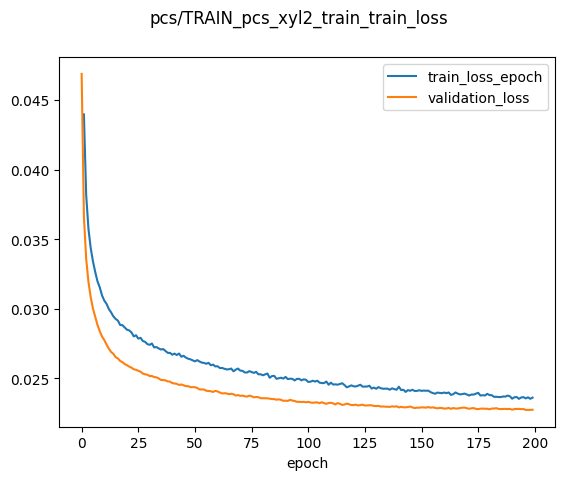 pcs/TRAIN_pcs_xyl2_train_train_loss
train_loss_epoch
validation_loss
0.045
0.040
0.035
0.030
0.025
0 25 50 75 100 125 150 175 200
epoch